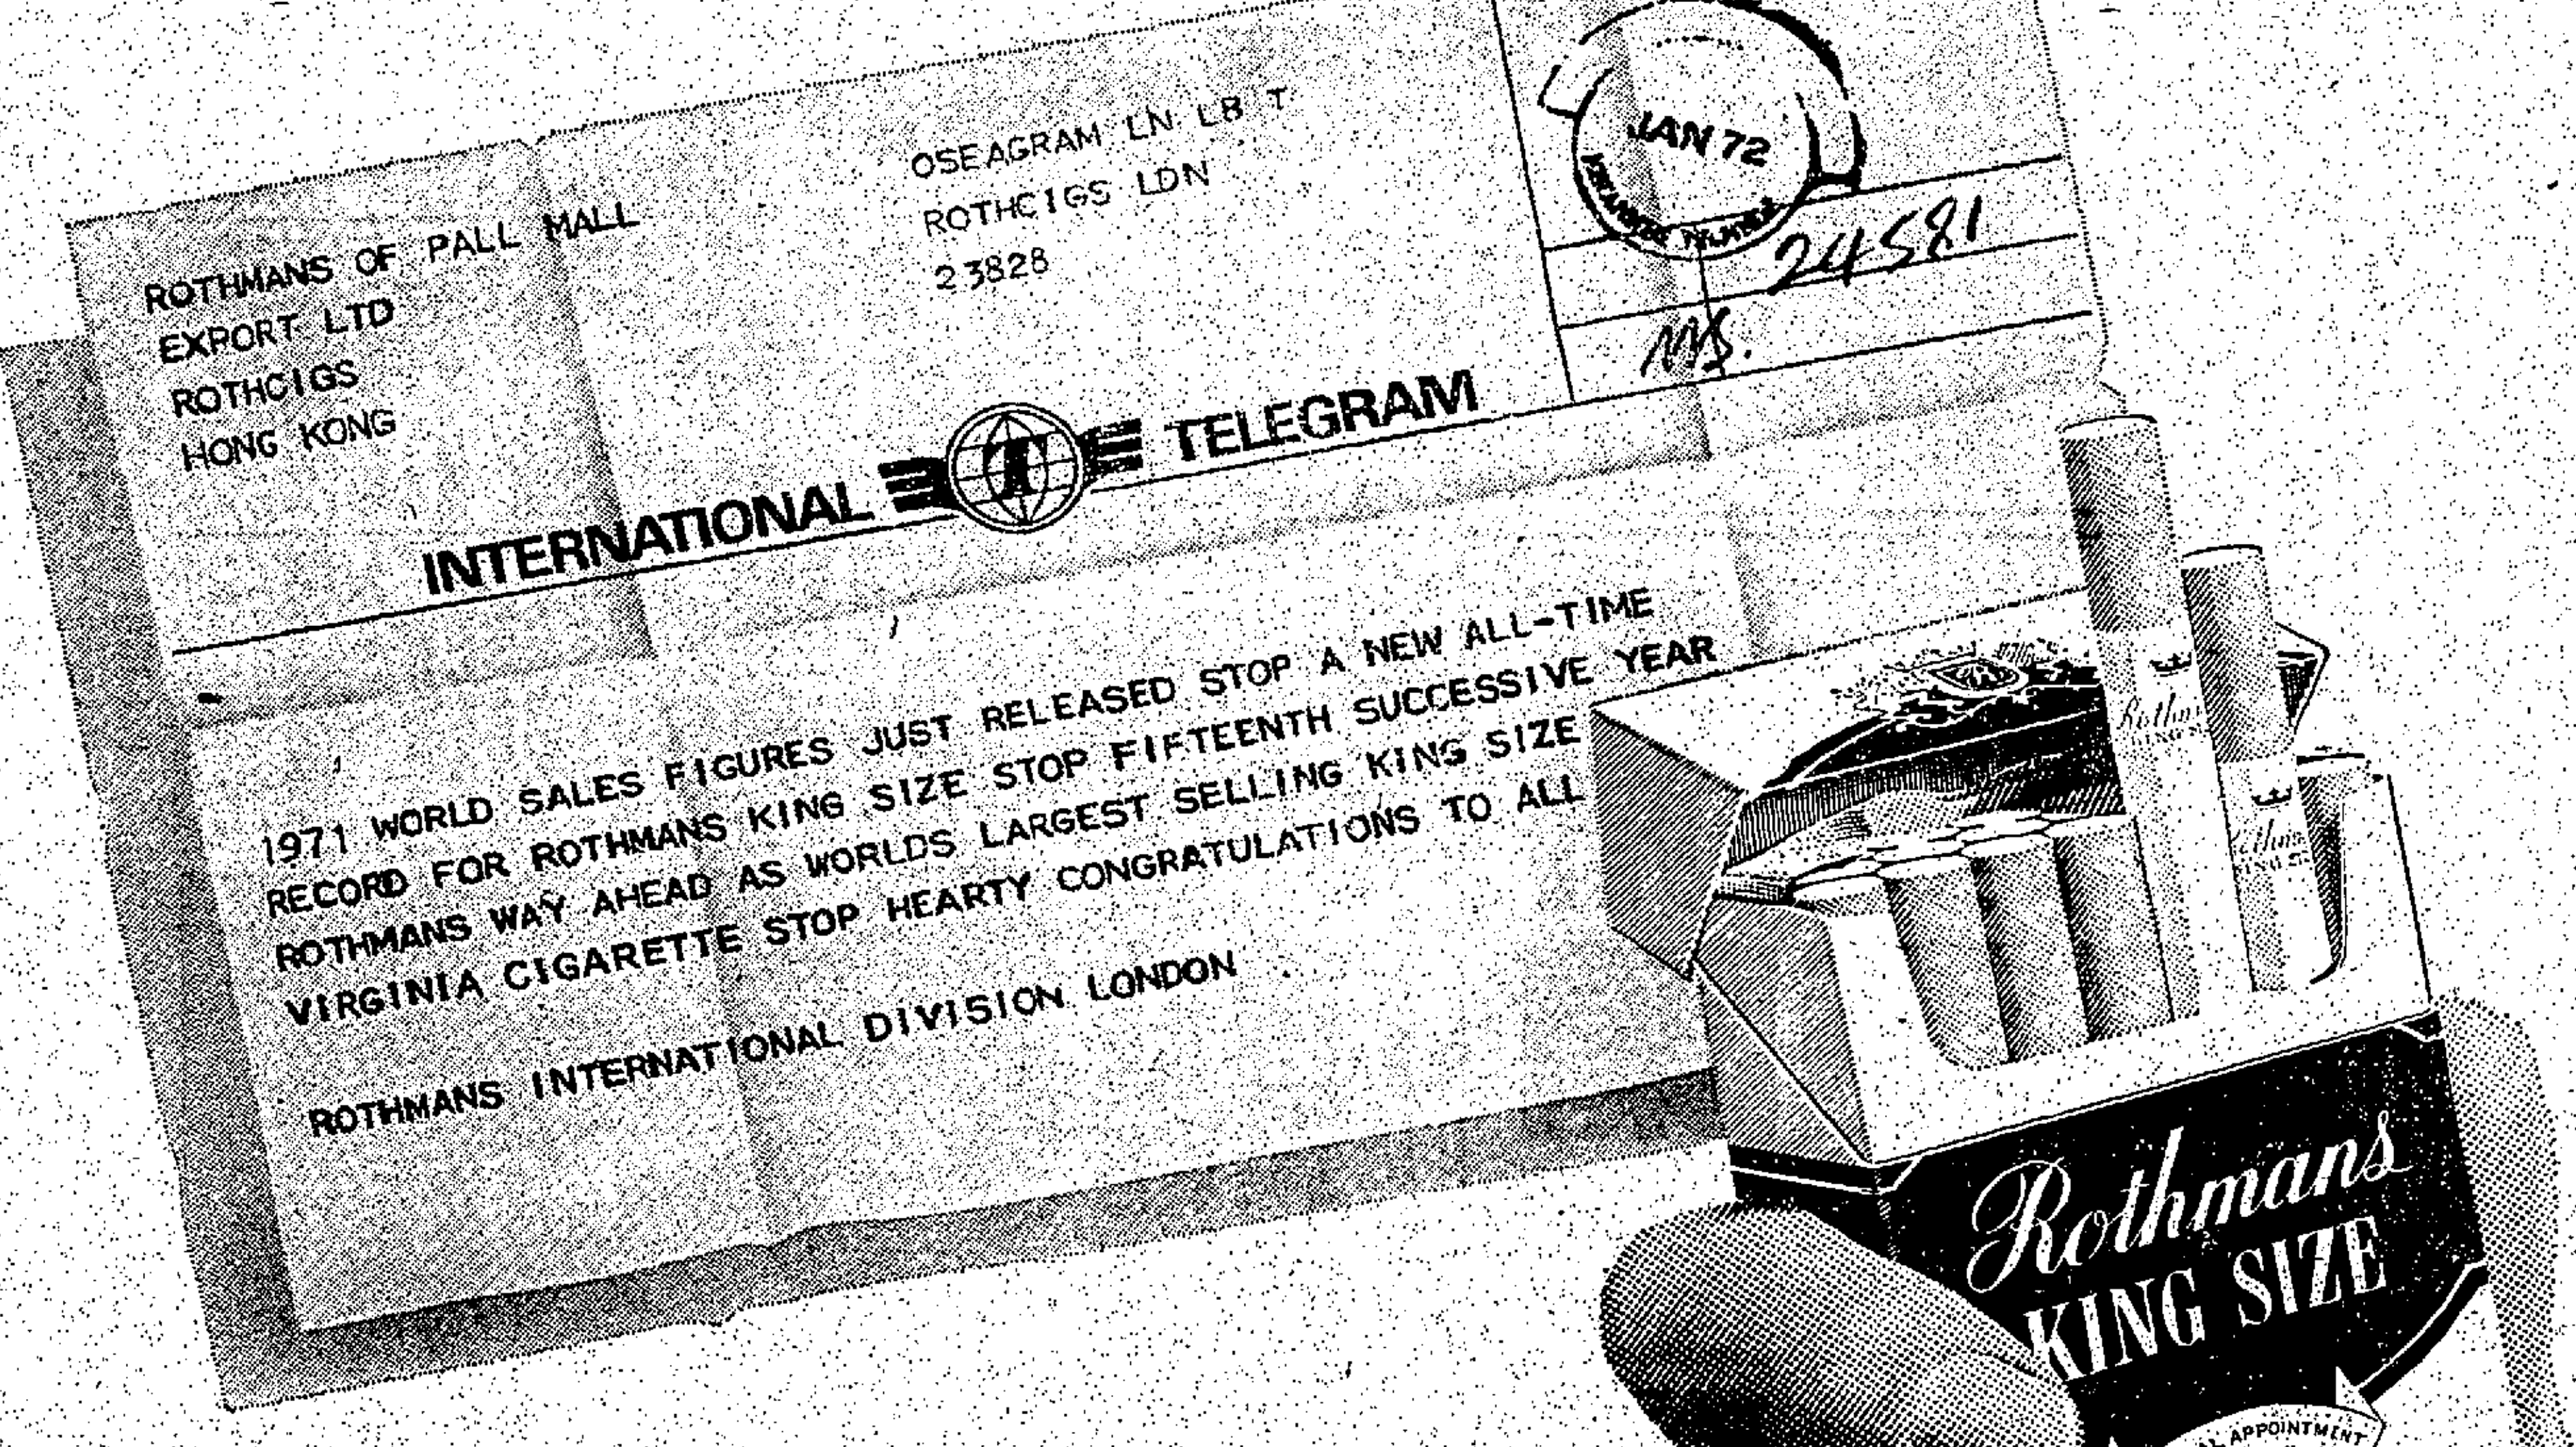 ROTHMANS OF PALL MALL
EXPORT LTD
ROTHCIGS
HONG KONG
OSEAGRAM LN LB T
ROTHCIGS LDN
23828
JAN 72
24581
INTERNATIONAL T TELEGRAM
1971 WORLD SALES FIGURES JUST RELEASED STOP A NEW ALL-TIME
RECORD FOR ROTHMANS KING SIZE STOP FIFTEENTH SUCCESSIVE YEAR
ROTHMANS WAY AHEAD AS WORLDS LARGEST SELLING KING SIZE
VIRGINIA CIGARETTE STOP HEARTY CONGRATULATIONS TO ALL
ROTHMANS INTERNATIONAL DIVISION LONDON
Rothmans
KING SIZE
APPOINTMENT